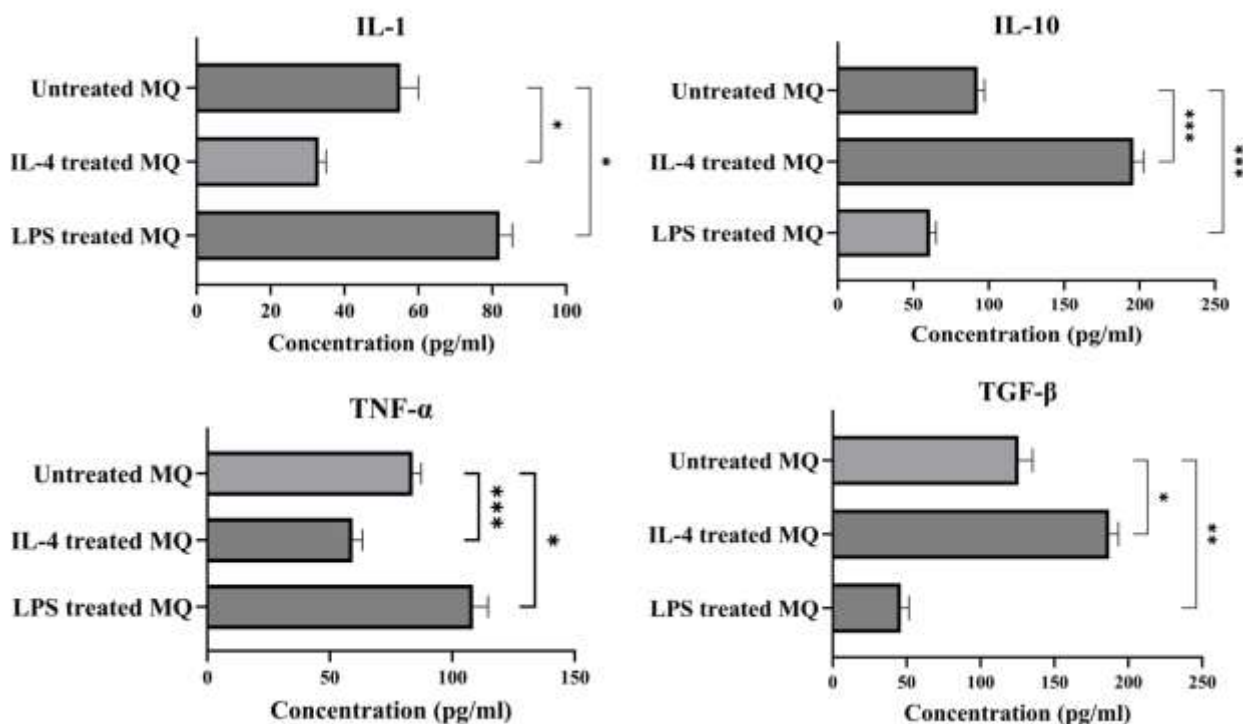 IL-1
Untreated MQ
IL-4 treated MQ
LPS treated MQ
*
*
0 20 40 60 80 100
Concentration (pg/ml)
IL-10
Untreated MQ
IL-4 treated MQ
LPS treated MQ
***
***
0 50 100 150 200 250
Concentration (pg/ml)
TNF-α
Untreated MQ
IL-4 treated MQ
LPS treated MQ
***
*
0 50 100 150
Concentration (pg/ml)
TGF-β
Untreated MQ
IL-4 treated MQ
LPS treated MQ
*
**
0 50 100 150 200 250
Concentration (pg/ml)